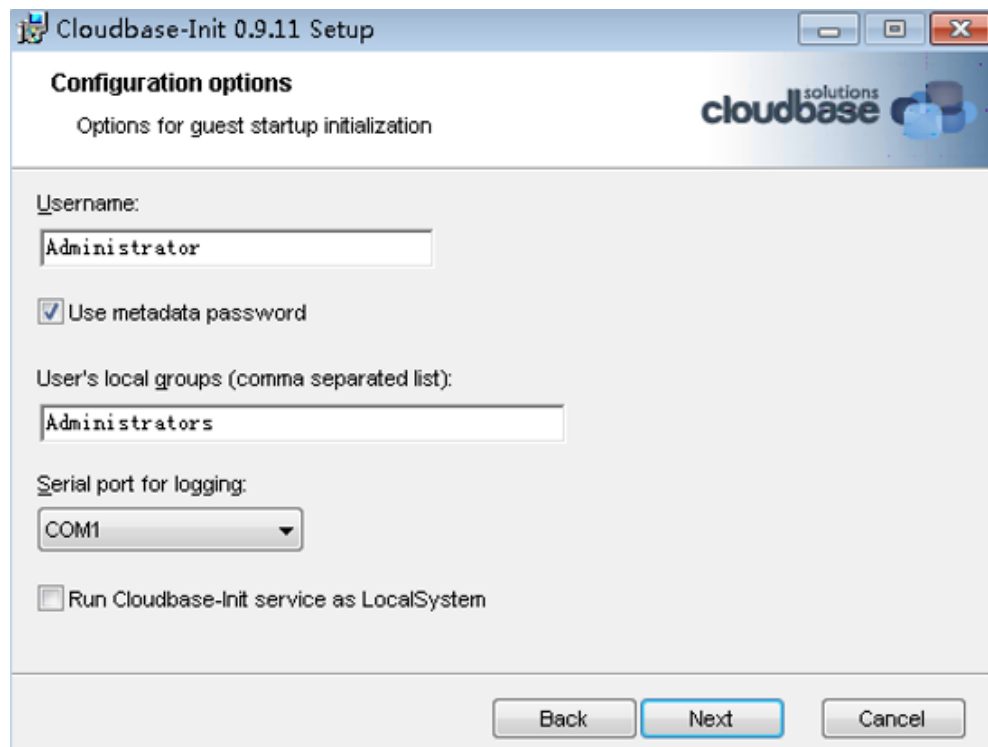 Cloudbase-Init 0.9.11 Setup
Configuration options
Options for guest startup initialization
cloudbase solutions
Username:
Administrator
Use metadata password
User's local groups (comma separated list):
Administrators
Serial port for logging:
COM1
Run Cloudbase-Init service as LocalSystem
Back Next Cancel